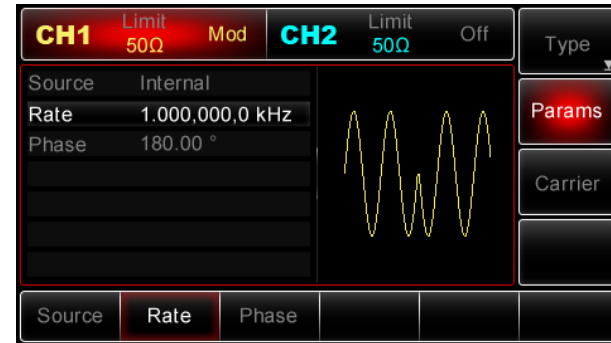 CH1 Limit 50Ω Mod CH2 Limit 50Ω Off
Type
Source Internal
Rate 1.000,000,0 kHz
Phase 180.00 °
Params
Carrier
Source Rate Phase